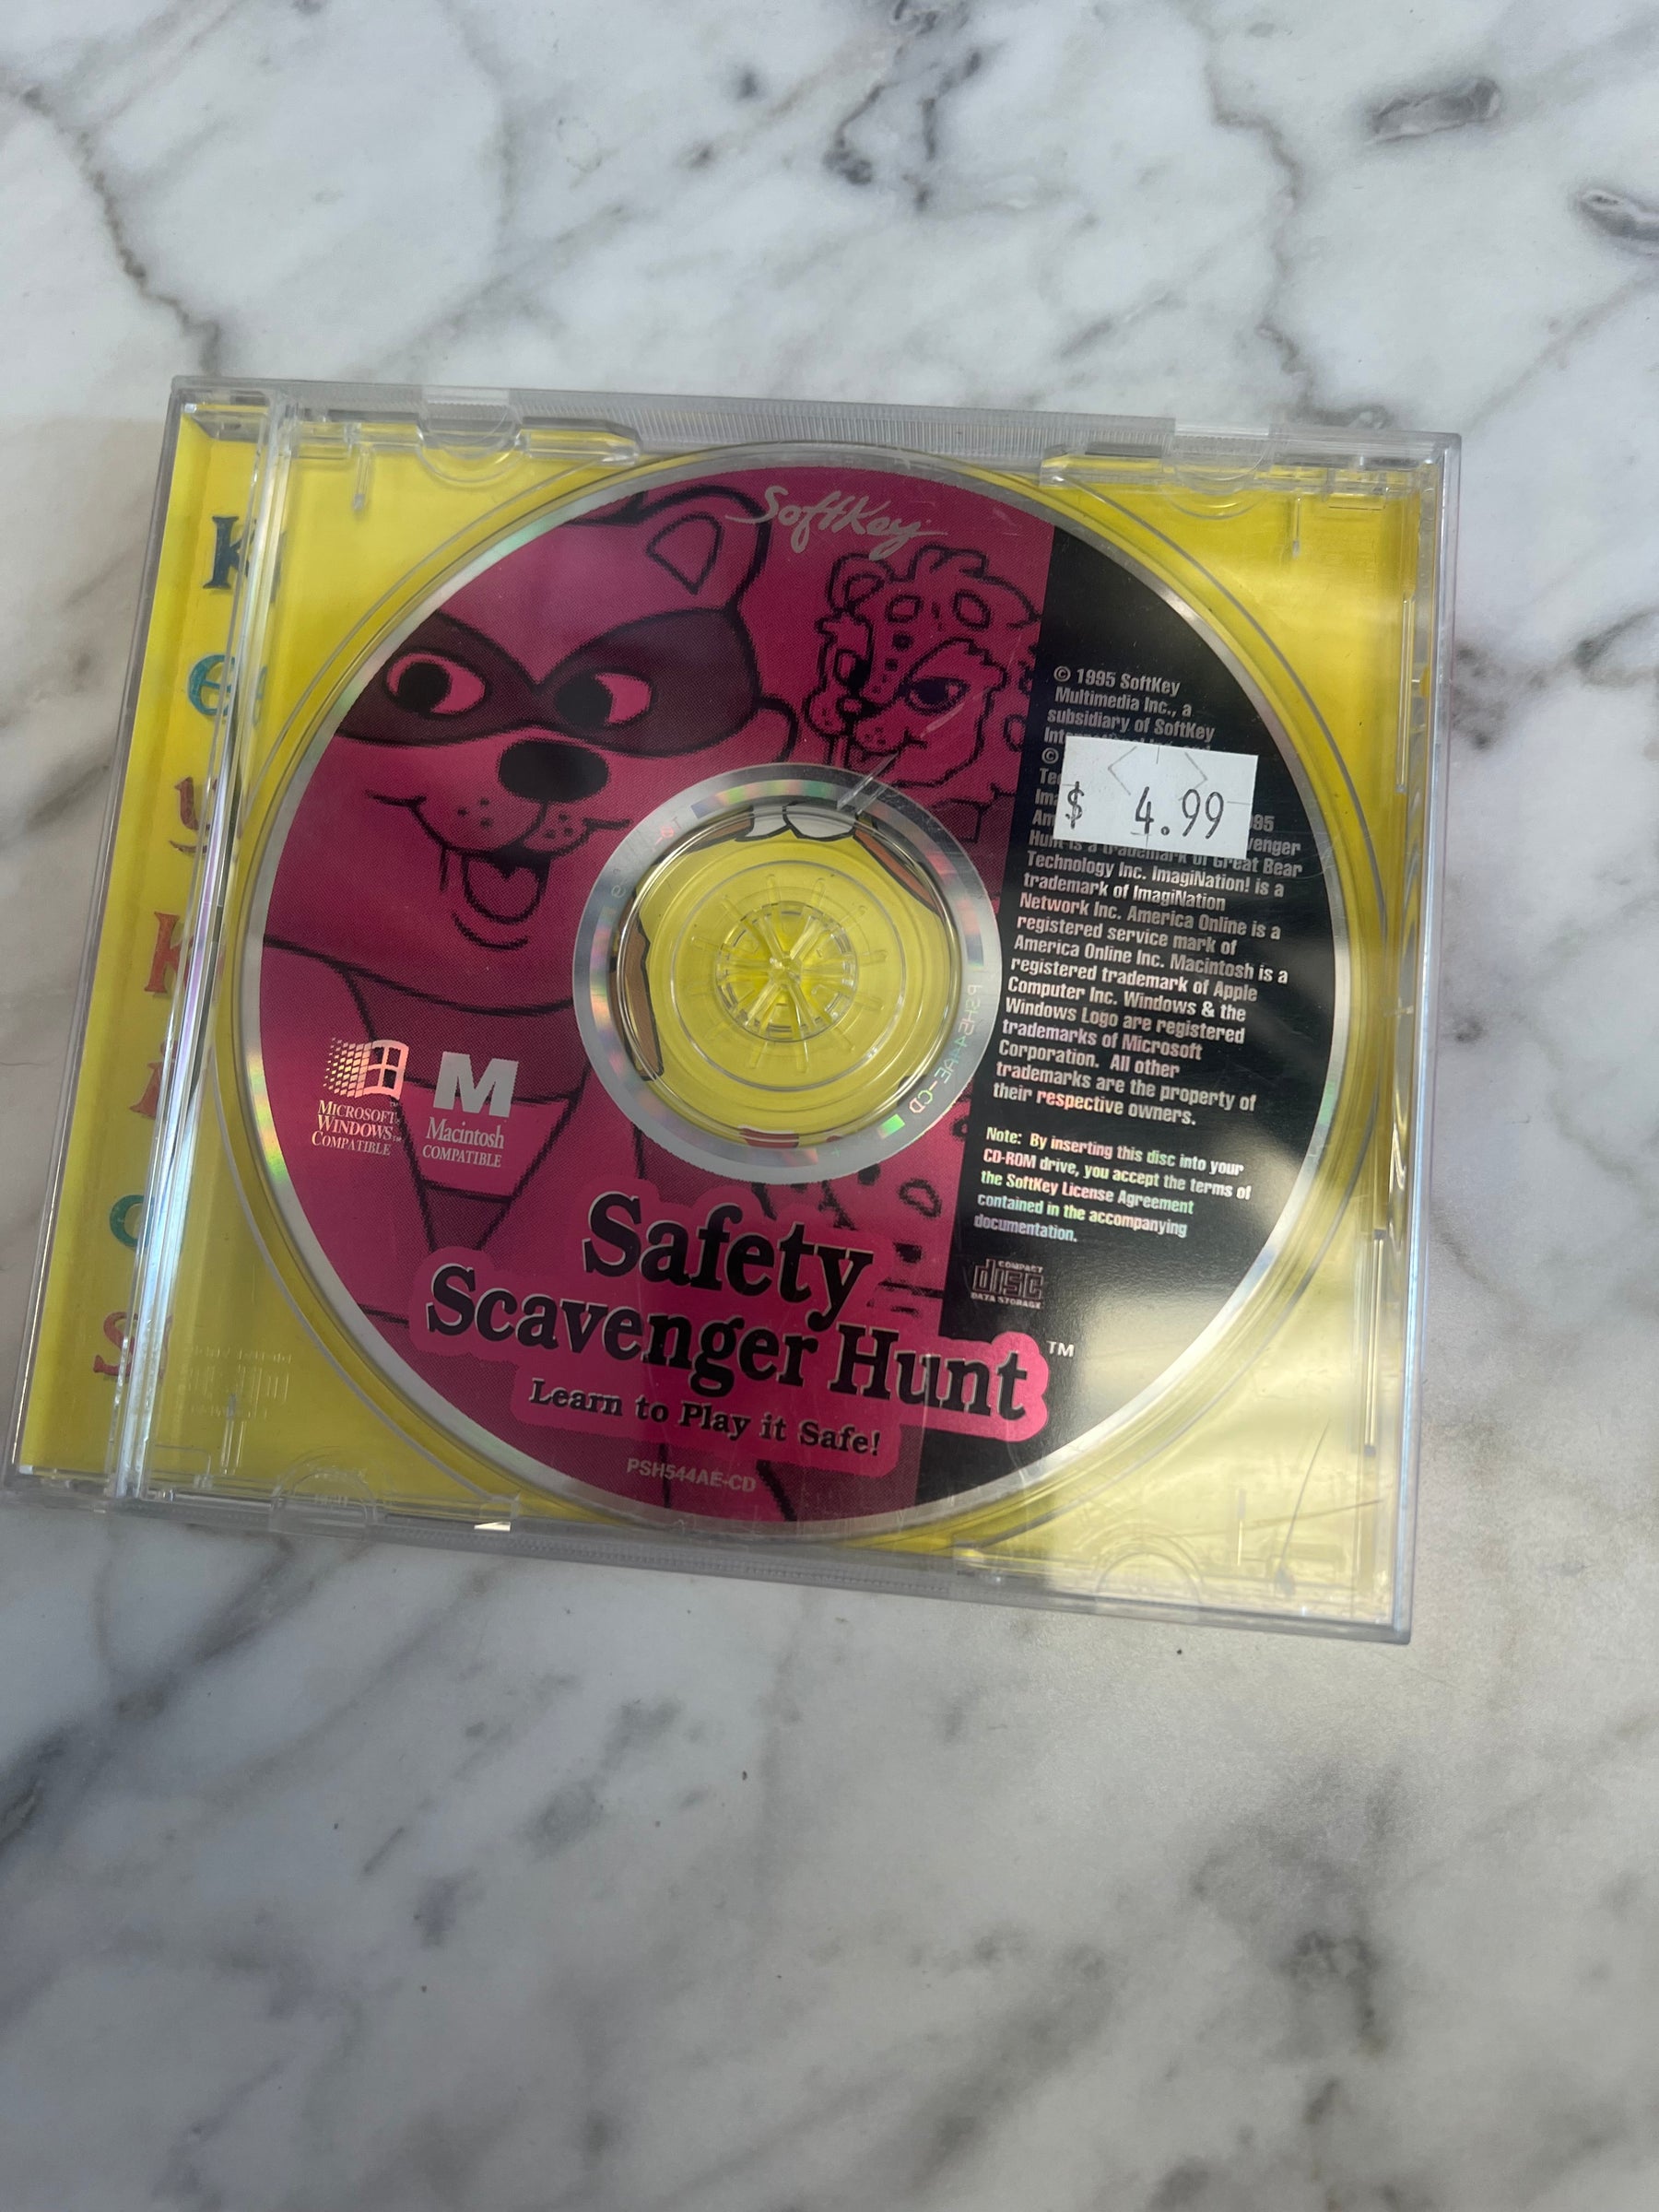 SoftKey
© 1995 SoftKey
Multimedia Inc., a
subsidiary of SoftKey
©
$ 4.99
95
Hunt is a trademark of Great Bear
Technology Inc. ImagiNation! is a
trademark of ImagiNation
Network Inc. America Online is a
registered service mark of
America Online Inc. Macintosh is a
registered trademark of Apple
Computer Inc. Windows & the
Windows Logo are registered
trademarks of Microsoft
Corporation. All other
trademarks are the property of
their respective owners.
Note: By inserting this disc into your
CD-ROM drive, you accept the terms of
the SoftKey License Agreement
contained in the accompanying
documentation.
COMPACT
disc
DATA STORAGE
MICROSOFT
WINDOWS™
COMPATIBLE
M
Macintosh
COMPATIBLE
PSH544AE-CD
Safety
Scavenger Hunt™
Learn to Play it Safe!
PSH544AE-CD